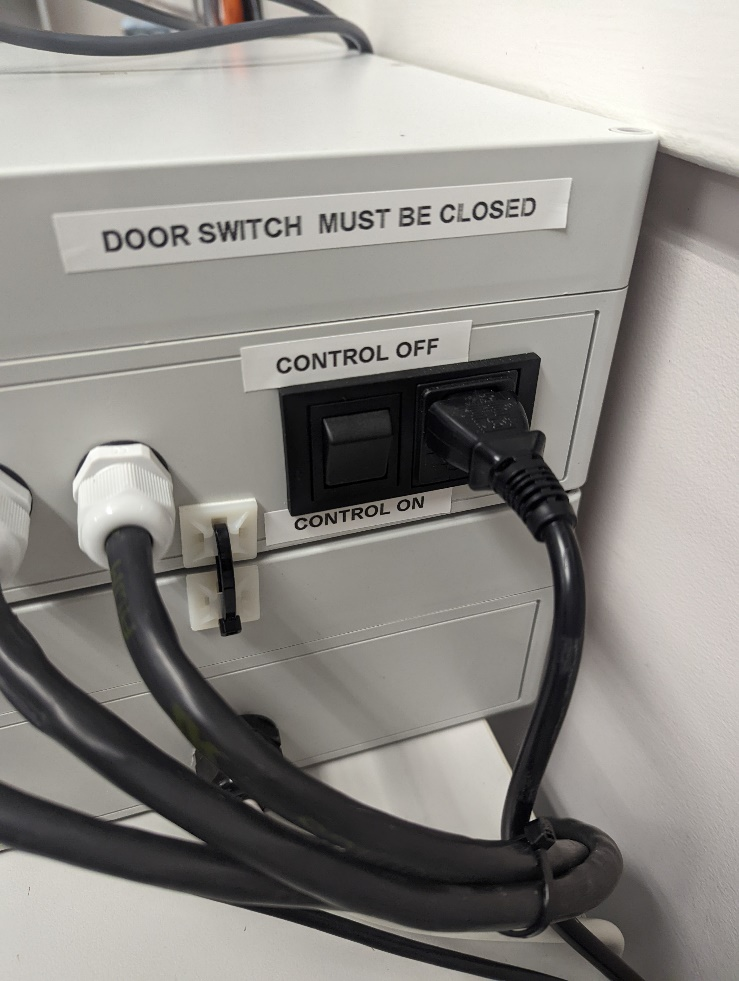 DOOR SWITCH MUST BE CLOSED
CONTROL OFF
CONTROL ON